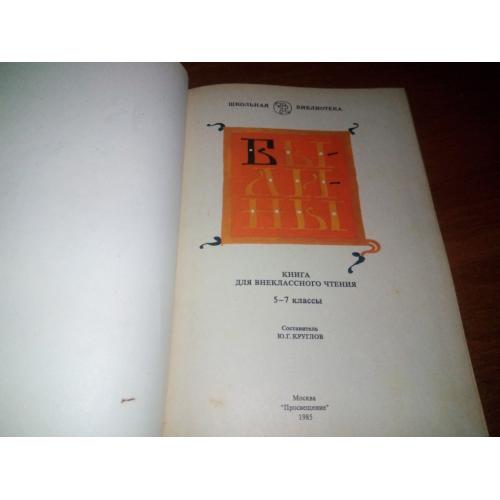 ШКОЛЬНАЯ БИБЛИОТЕКА
БЫ-
ЛИ-
НЫ
КНИГА
ДЛЯ ВНЕКЛАССНОГО ЧТЕНИЯ
5–7 классы
Составитель
Ю.Г. КРУГЛОВ
Москва
"Просвещение"
1985